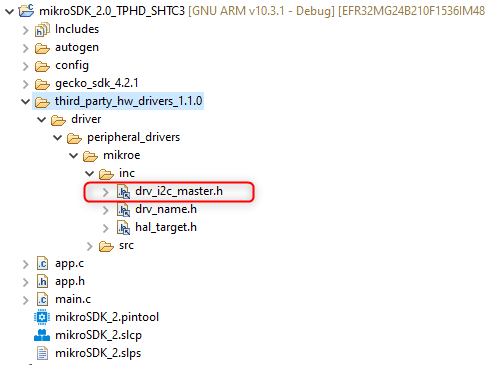 mikroSDK_2.0_TPHD_SHTC3 [GNU ARM v10.3.1 - Debug] [EFR32MG24B210F1536IM48
Includes
autogen
config
gecko_sdk_4.2.1
third_party_hw_drivers_1.1.0
driver
peripheral_drivers
mikroe
inc
drv_i2c_master.h
drv_name.h
hal_target.h
src
app.c
app.h
main.c
mikroSDK_2.pintool
mikroSDK_2.slcp
mikroSDK_2.slps